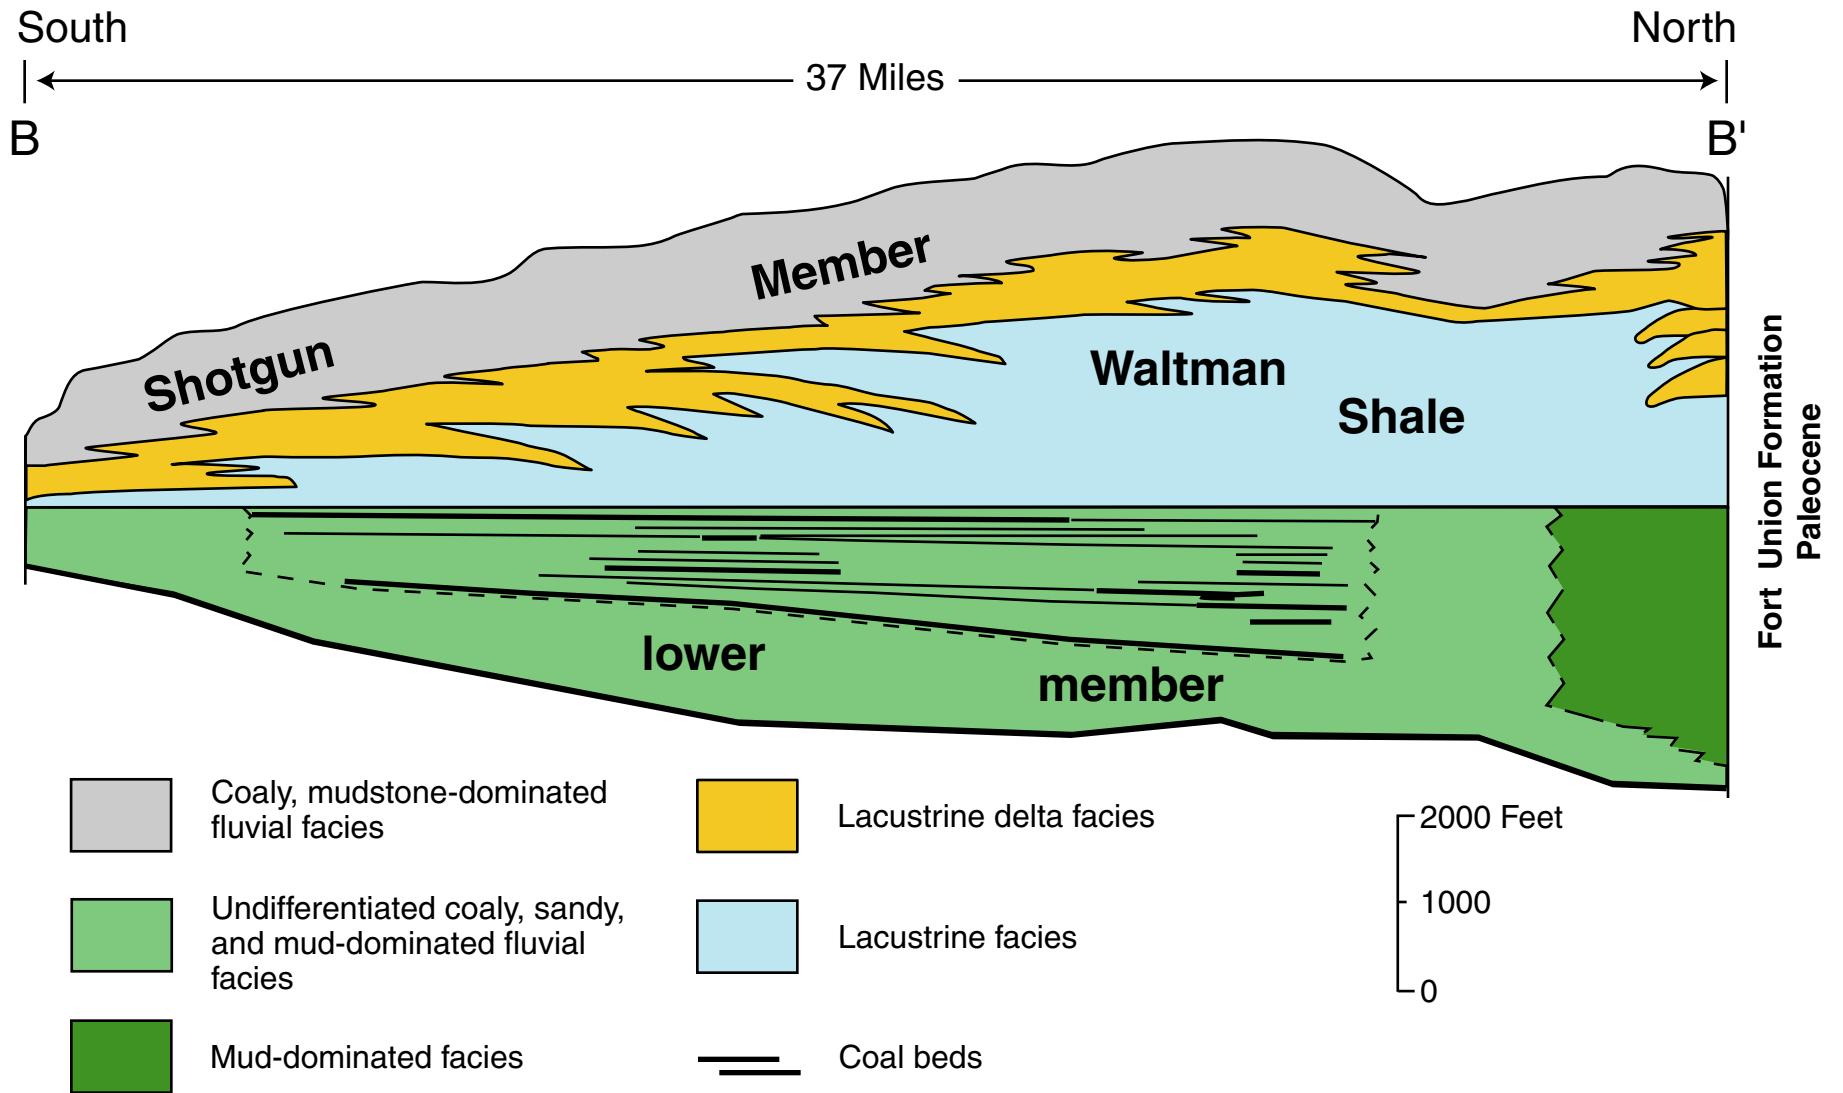 South
North
37 Miles
B
B'
Shotgun
Member
Waltman
Shale
lower
member
Fort Union Formation
Paleocene
Coaly, mudstone-dominated
fluvial facies
Undifferentiated coaly, sandy,
and mud-dominated fluvial
facies
Mud-dominated facies
Lacustrine delta facies
Lacustrine facies
Coal beds
2000 Feet
1000
0